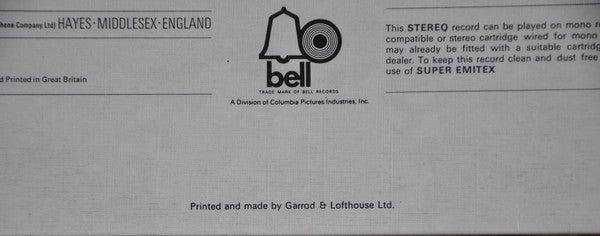 hone Company Ltd) HAYES · MIDDLESEX · ENGLAND
d Printed in Great Britain
bell
TRADE MARK OF BELL RECORDS
A Division of Columbia Pictures Industries, Inc.
This STEREO record can be played on mono r
compatible or stereo cartridge wired for mono
may already be fitted with a suitable cartridg
dealer. To keep this record clean and dust free
use of SUPER EMITEX
Printed and made by Garrod & Lofthouse Ltd.